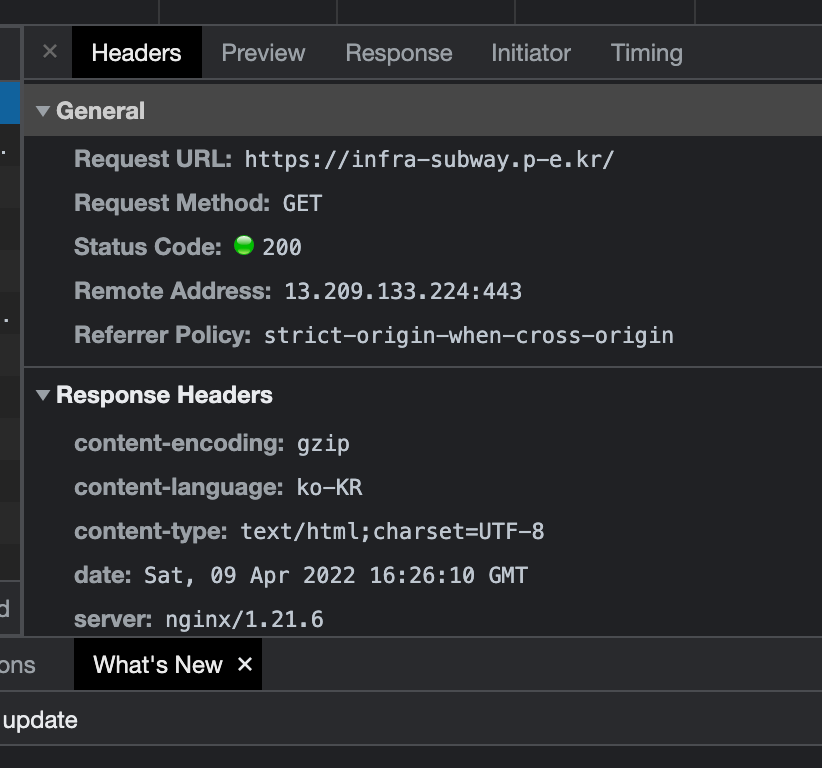 × Headers Preview Response Initiator Timing
▼ General
Request URL: https://infra-subway.p-e.kr/
Request Method: GET
Status Code: 200
Remote Address: 13.209.133.224:443
Referrer Policy: strict-origin-when-cross-origin
▼ Response Headers
content-encoding: gzip
content-language: ko-KR
content-type: text/html;charset=UTF-8
date: Sat, 09 Apr 2022 16:26:10 GMT
d server: nginx/1.21.6
ons What's New ×
update